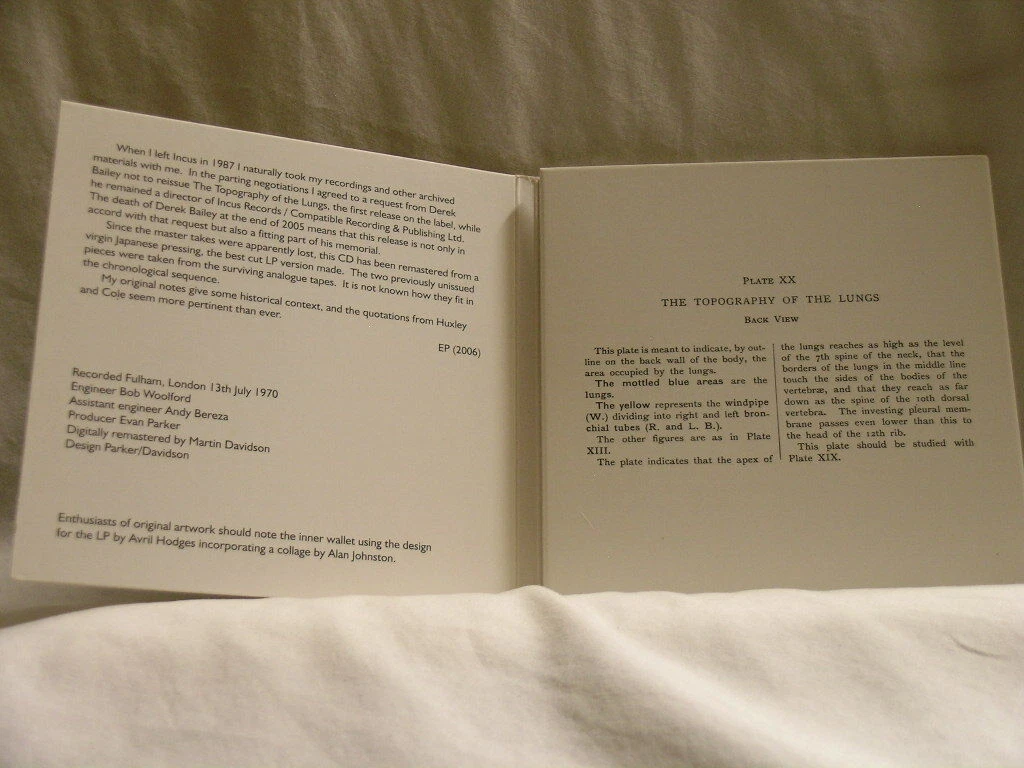 When I left Incus in 1987 I naturally took my recordings and other archived
materials with me. In the parting negotiations I agreed to a request from Derek
Bailey not to reissue The Topography of the Lungs, the first release on the label, while
he remained a director of Incus Records / Compatible Recording & Publishing Ltd.
The death of Derek Bailey at the end of 2005 means that this release is not only in
accord with that request but also a fitting part of his memorial.
Since the master takes were apparently lost, this CD has been remastered from a
virgin Japanese pressing, the best cut LP version made. The two previously unissued
pieces were taken from the surviving analogue tapes. It is not known how they fit in
the chronological sequence.
My original notes give some historical context, and the quotations from Huxley
and Coje seem more pertinent than ever.
EP (2006)
Recorded Fulham, London 13th July 1970
Engineer Bob Woolford
Assistant engineer Andy Bereza
Producer Evan Parker
Digitally remastered by Martin Davidson
Design Parker/Davidson
Enthusiasts of original artwork should note the inner wallet using the design
for the LP by Avril Hodges incorporating a collage by Alan Johnston.
PLATE XX
THE TOPOGRAPHY OF THE LUNGS
BACK VIEW
This plate is meant to indicate, by out-
line on the back wall of the body, the
area occupied by the lungs.
The mottled blue areas are the
lungs.
The yellow represents the windpipe
(W.) dividing into right and left bron-
chial tubes (R. and L. B.).
The other figures are as in Plate
XIII.
The plate indicates that the apex of
the lungs reaches as high as the level
of the 7th spine of the neck, that the
borders of the lungs in the middle line
touch the sides of the bodies of the
vertebræ, and that they reach as far
down as the spine of the 10th dorsal
vertebra. The investing pleural mem-
brane passes even lower than this to
the head of the 12th rib.
This plate should be studied with
Plate XIX.